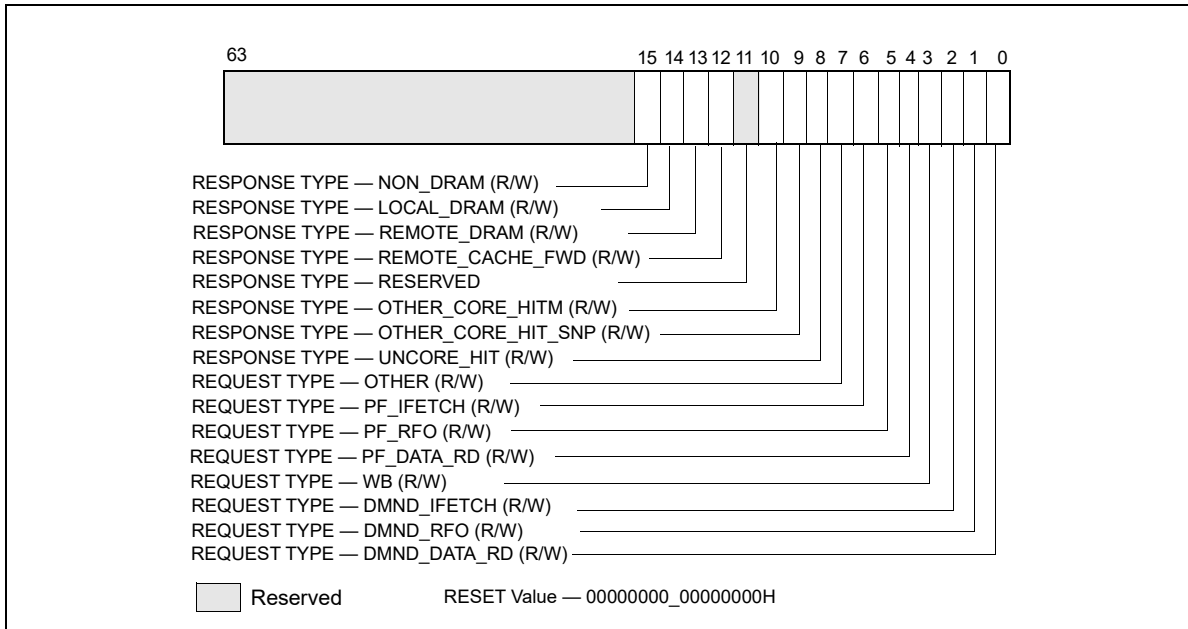 63 15 14 13 12 11 10 9 8 7 6 5 4 3 2 1 0
RESPONSE TYPE — NON_DRAM (R/W)
RESPONSE TYPE — LOCAL_DRAM (R/W)
RESPONSE TYPE — REMOTE_DRAM (R/W)
RESPONSE TYPE — REMOTE_CACHE_FWD (R/W)
RESPONSE TYPE — RESERVED
RESPONSE TYPE — OTHER_CORE_HITM (R/W)
RESPONSE TYPE — OTHER_CORE_HIT_SNP (R/W)
RESPONSE TYPE — UNCORE_HIT (R/W)
REQUEST TYPE — OTHER (R/W)
REQUEST TYPE — PF_IFETCH (R/W)
REQUEST TYPE — PF_RFO (R/W)
REQUEST TYPE — PF_DATA_RD (R/W)
REQUEST TYPE — WB (R/W)
REQUEST TYPE — DMND_IFETCH (R/W)
REQUEST TYPE — DMND_RFO (R/W)
REQUEST TYPE — DMND_DATA_RD (R/W)
Reserved RESET Value — 00000000_00000000H